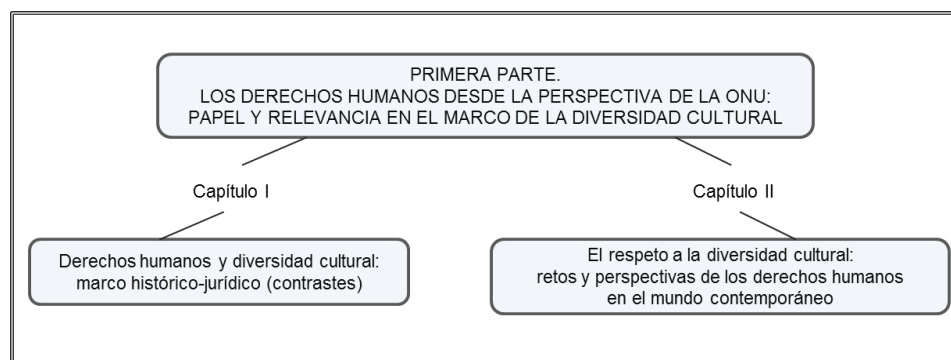 PRIMERA PARTE.
LOS DERECHOS HUMANOS DESDE LA PERSPECTIVA DE LA ONU:
PAPEL Y RELEVANCIA EN EL MARCO DE LA DIVERSIDAD CULTURAL
Capítulo I
Capítulo II
Derechos humanos y diversidad cultural:
marco histórico-jurídico (contrastes)
El respeto a la diversidad cultural:
retos y perspectivas de los derechos humanos
en el mundo contemporáneo